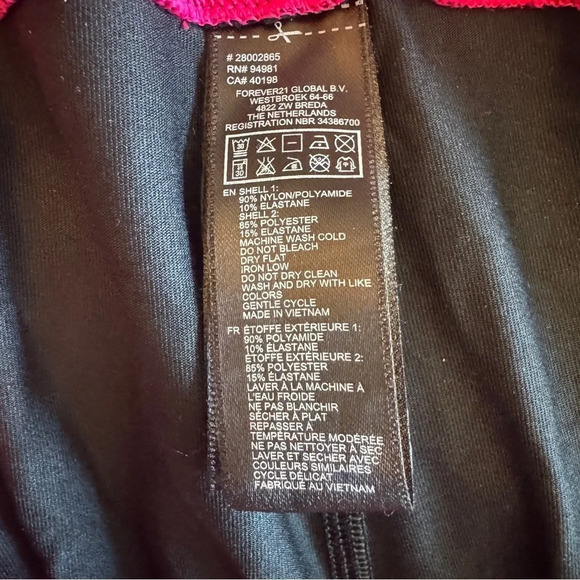 # 28002865
RN# 94981
CA# 40198
FOREVER21 GLOBAL B.V.
WESTBROEK 64-66
4822 ZW BREDA
THE NETHERLANDS
REGISTRATION NBR 34386700
EN SHELL 1:
90% NYLON/POLYAMIDE
10% ELASTANE
SHELL 2:
85% POLYESTER
15% ELASTANE
MACHINE WASH COLD
DO NOT BLEACH
DRY FLAT
IRON LOW
DO NOT DRY CLEAN
WASH AND DRY WITH LIKE
COLORS
GENTLE CYCLE
MADE IN VIETNAM
FR ÉTOFFE EXTÉRIEURE 1:
90% POLYAMIDE
10% ÉLASTANE
ÉTOFFE EXTÉRIEURE 2:
85% POLYESTER
15% ÉLASTANE
LAVER À LA MACHINE À
L'EAU FROIDE
NE PAS BLANCHIR
SÉCHER À PLAT
REPASSER À
TEMPÉRATURE MODÉRÉE
NE PAS NETTOYER À SEC
LAVER ET SECHER AVEC
COULEURS SIMILAIRES
CYCLE DÉLICAT
FABRIQUÉ AU VIETNAM